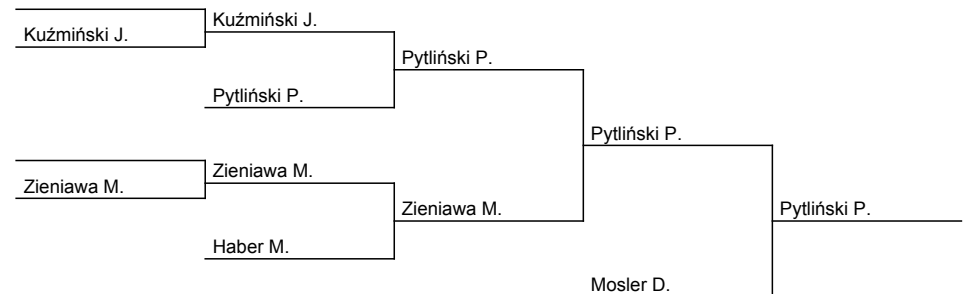 Kuźmiński J.
Kuźmiński J.
Pytliński P.
Pytliński P.
Pytliński P.
Zieniawa M.
Zieniawa M.
Zieniawa M.
Pytliński P.
Haber M.
Mosler D.